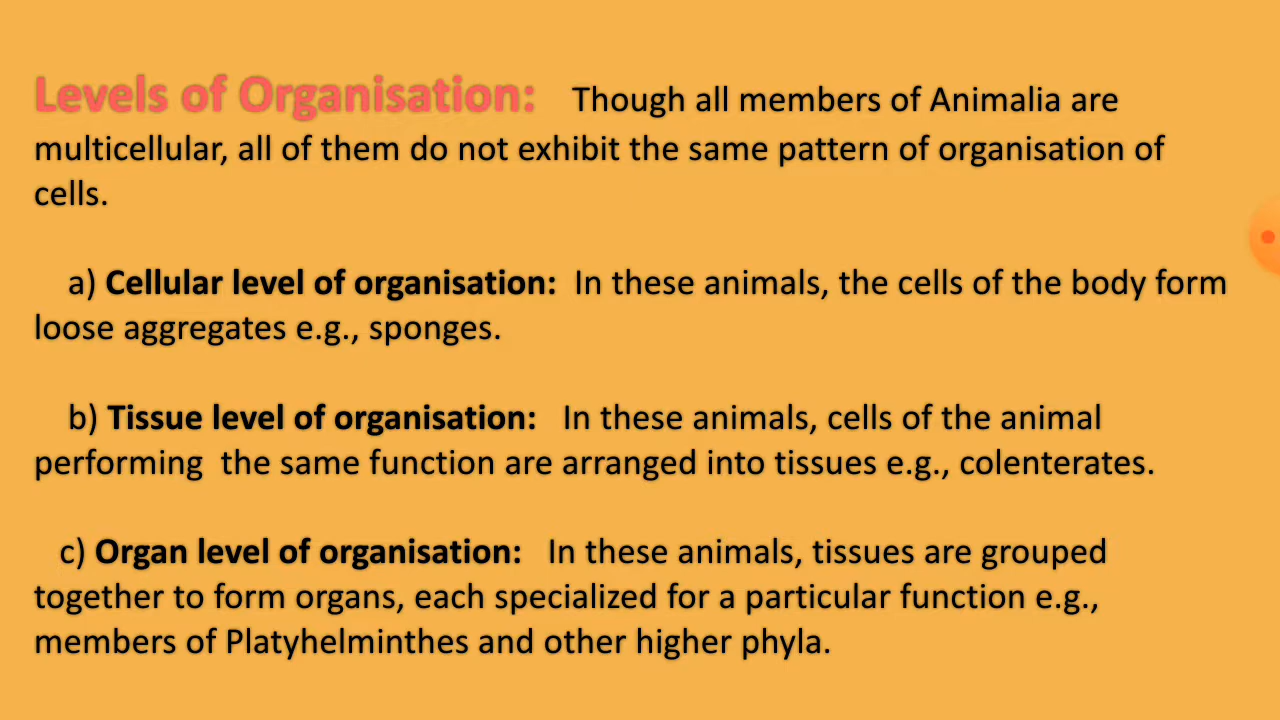 Levels of Organisation: Though all members of Animalia are
multicellular, all of them do not exhibit the same pattern of organisation of
cells.
a) Cellular level of organisation: In these animals, the cells of the body form
loose aggregates e.g., sponges.
b) Tissue level of organisation: In these animals, cells of the animal
performing the same function are arranged into tissues e.g., colenterates.
c) Organ level of organisation: In these animals, tissues are grouped
together to form organs, each specialized for a particular function e.g.,
members of Platyhelminthes and other higher phyla.